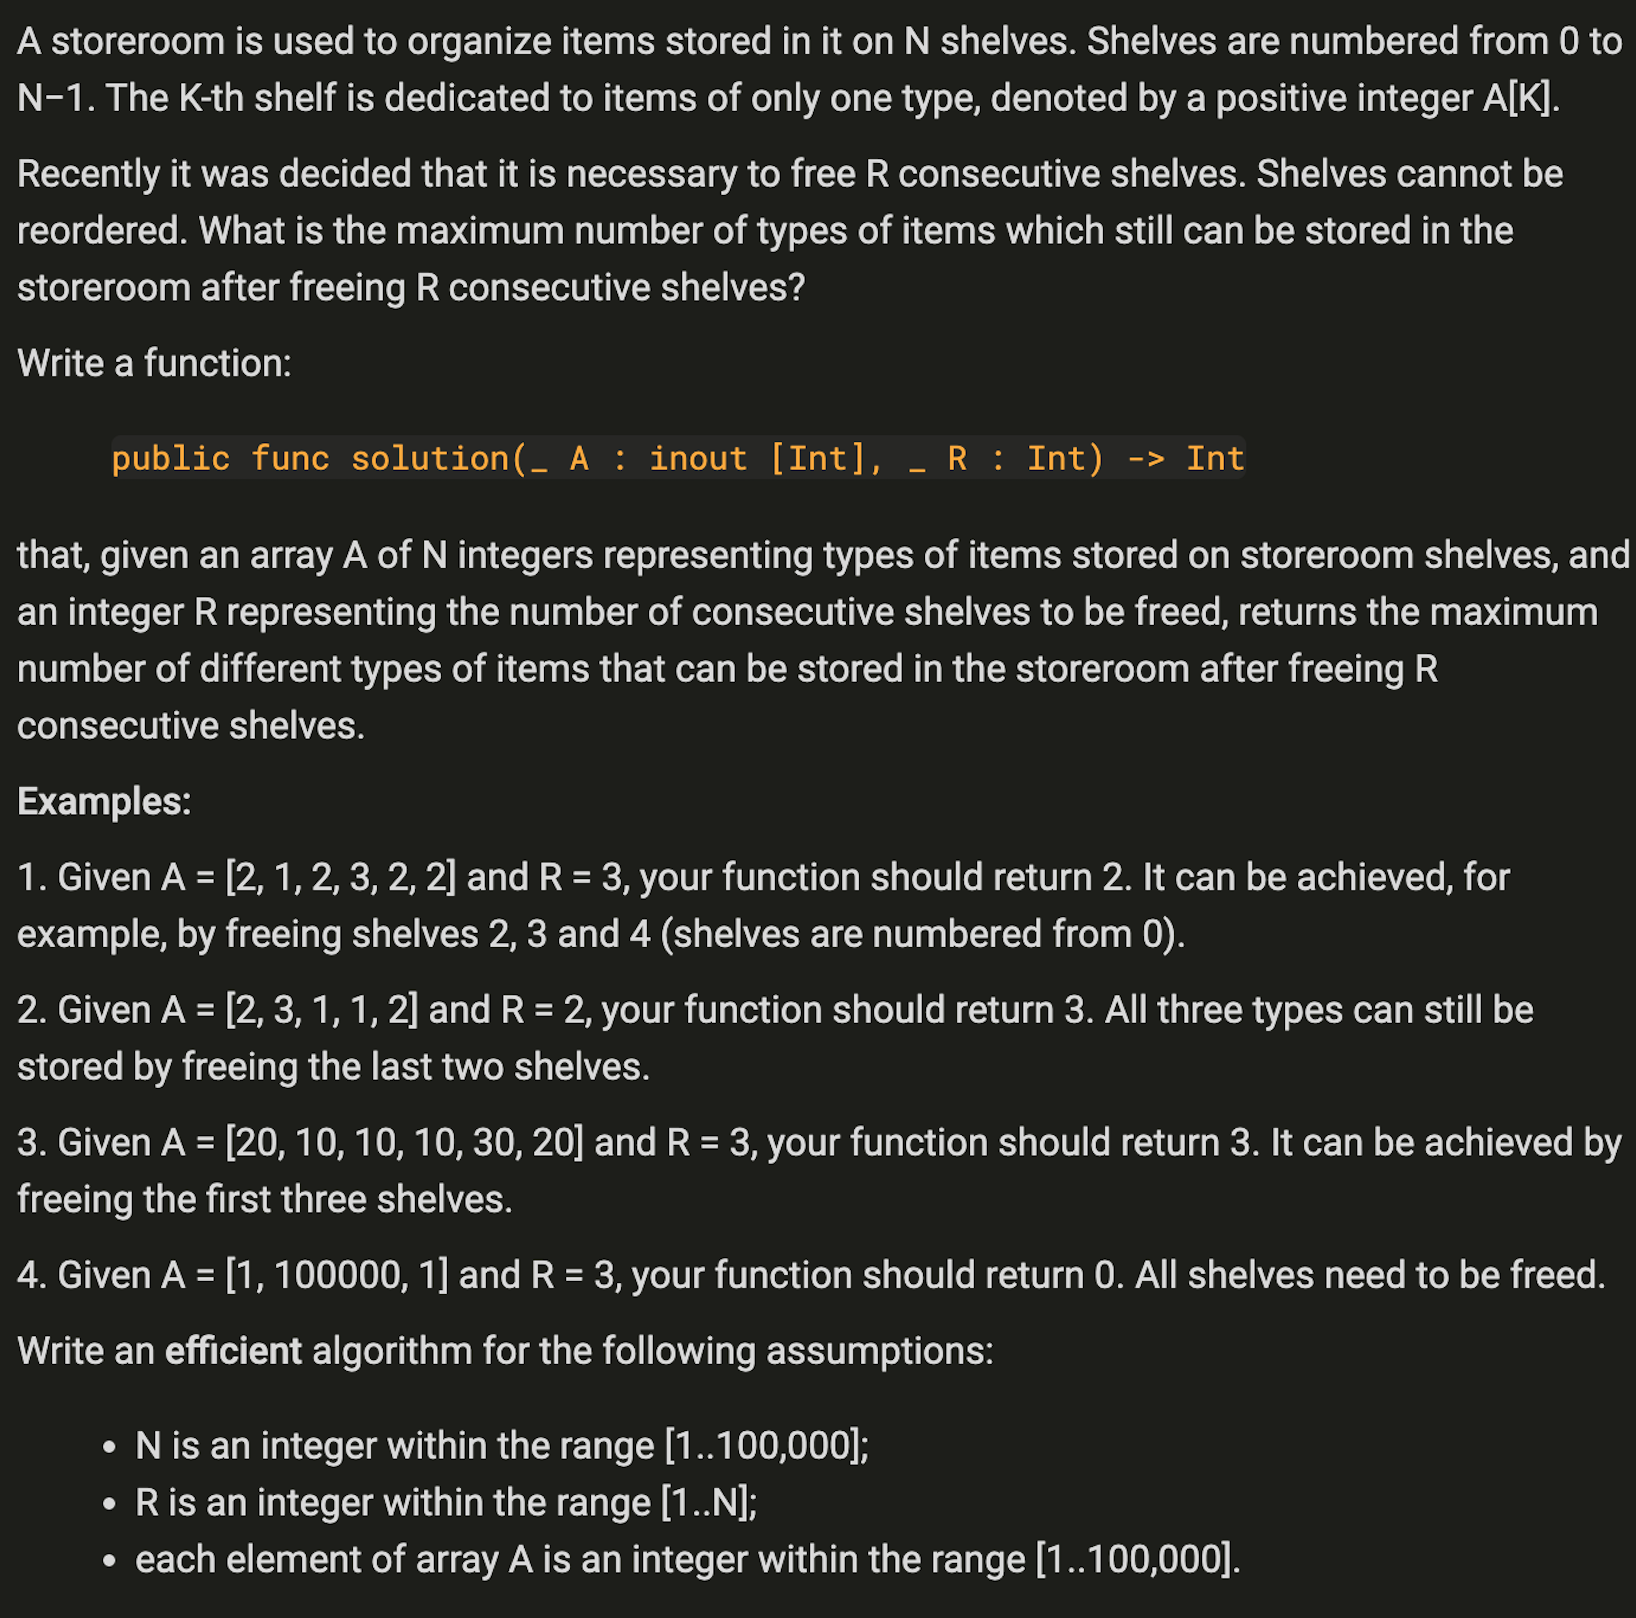 A storeroom is used to organize items stored in it on N shelves. Shelves are numbered from 0 to
N−1. The K-th shelf is dedicated to items of only one type, denoted by a positive integer A[K].
Recently it was decided that it is necessary to free R consecutive shelves. Shelves cannot be
reordered. What is the maximum number of types of items which still can be stored in the
storeroom after freeing R consecutive shelves?
Write a function:
public func solution(_ A : inout [Int], _ R : Int) -> Int
that, given an array A of N integers representing types of items stored on storeroom shelves, and
an integer R representing the number of consecutive shelves to be freed, returns the maximum
number of different types of items that can be stored in the storeroom after freeing R
consecutive shelves.
Examples:
1. Given A = [2, 1, 2, 3, 2, 2] and R = 3, your function should return 2. It can be achieved, for
example, by freeing shelves 2, 3 and 4 (shelves are numbered from 0).
2. Given A = [2, 3, 1, 1, 2] and R = 2, your function should return 3. All three types can still be
stored by freeing the last two shelves.
3. Given A = [20, 10, 10, 10, 30, 20] and R = 3, your function should return 3. It can be achieved by
freeing the first three shelves.
4. Given A = [1, 100000, 1] and R = 3, your function should return 0. All shelves need to be freed.
Write an efficient algorithm for the following assumptions:
• N is an integer within the range [1..100,000];
• R is an integer within the range [1..N];
• each element of array A is an integer within the range [1..100,000].